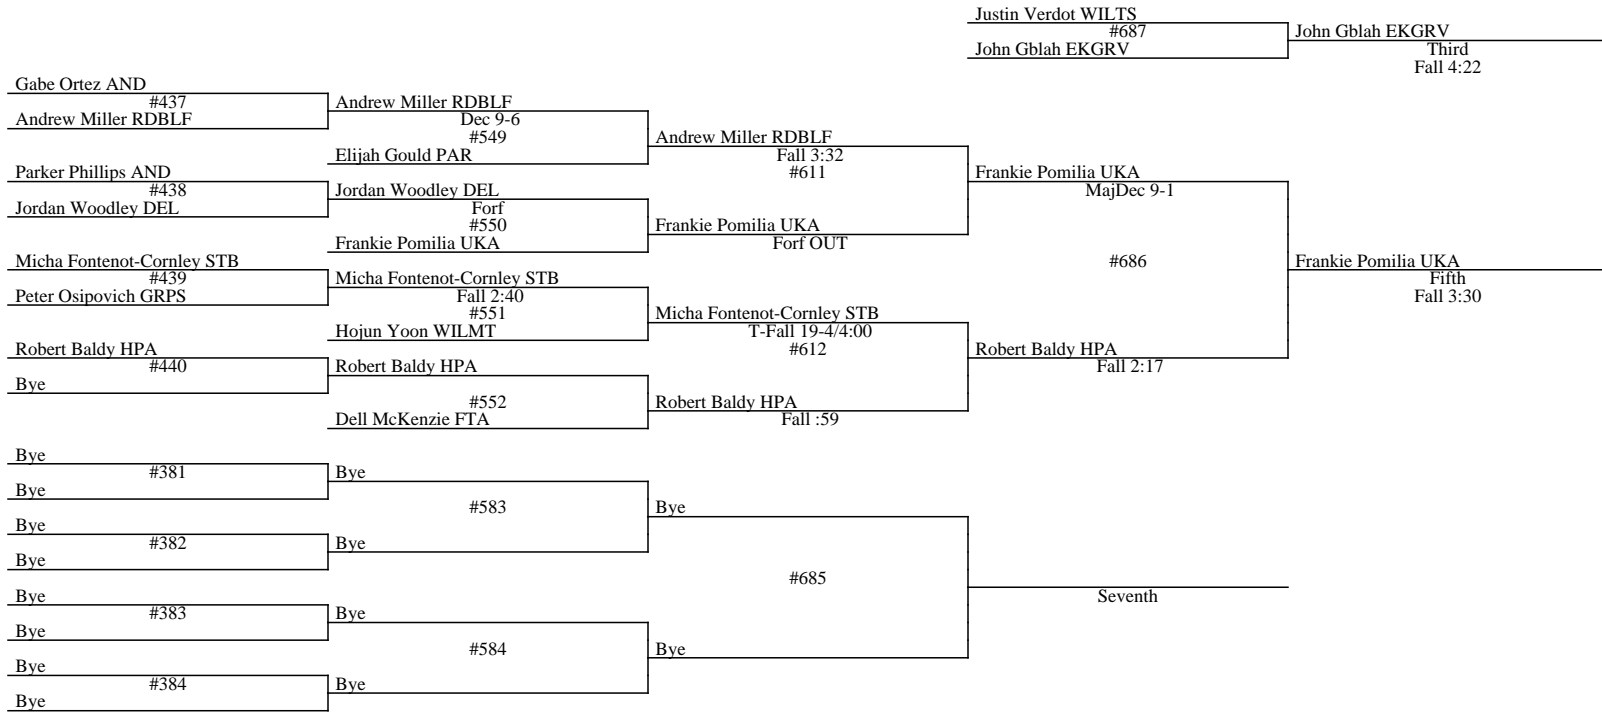 Justin Verdot WILTS
#687
John Gblah EKGRV
John Gblah EKGRV
Third
Fall 4:22
Gabe Ortez AND
#437
Andrew Miller RDBLF
Andrew Miller RDBLF
Dec 9-6
#549
Elijah Gould PAR
Andrew Miller RDBLF
Fall 3:32
#611
Parker Phillips AND
#438
Jordan Woodley DEL
Jordan Woodley DEL
Forf
#550
Frankie Pomilia UKA
Frankie Pomilia UKA
Forf OUT
Frankie Pomilia UKA
MajDec 9-1
#686
Micha Fontenot-Cornley STB
#439
Peter Osipovich GRPS
Micha Fontenot-Cornley STB
Fall 2:40
#551
Hojun Yoon WILMT
Micha Fontenot-Cornley STB
T-Fall 19-4/4:00
#612
Robert Baldy HPA
#440
Bye
Robert Baldy HPA
#552
Dell McKenzie FTA
Robert Baldy HPA
Fall :59
Robert Baldy HPA
Fall 2:17
Frankie Pomilia UKA
Fifth
Fall 3:30
Bye
#381
Bye
Bye
#583
Bye
#382
Bye
Bye
Bye
#685
Bye
#383
Bye
Bye
#584
Bye
#384
Bye
Bye
Bye
Seventh